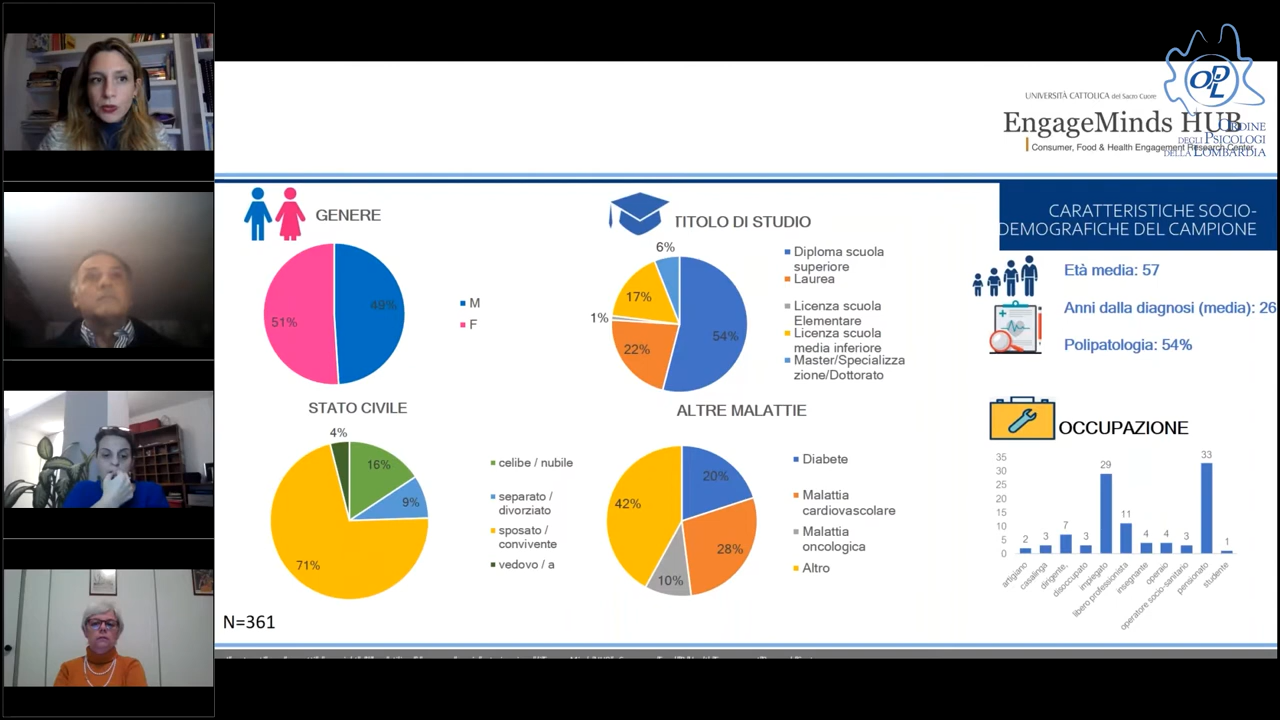 UNIVERSITÀ CATTOLICA del Sacro Cuore
EngageMinds HUB
Consumer, Food & Health Engagement Research Center
OPL
ORDINE
DEGLI PSICOLOGI
DELLA LOMBARDIA
CARATTERISTICHE SOCIO-
DEMOGRAFICHE DEL CAMPIONE
GENERE
49%
51%
M
F
TITOLO DI STUDIO
6%
17%
1%
22%
54%
Diploma scuola
superiore
Laurea
Licenza scuola
Elementare
Licenza scuola
media inferiore
Master/Specializza
zione/Dottorato
Età media: 57
Anni dalla diagnosi (media): 26
Polipatologia: 54%
STATO CIVILE
4%
16%
9%
71%
celibe / nubile
separato /
divorziato
sposato /
convivente
vedovo / a
ALTRE MALATTIE
20%
42%
28%
10%
Diabete
Malattia
cardiovascolare
Malattia
oncologica
Altro
OCCUPAZIONE
35
30
25
20
15
10
5
0
2
3
7
3
29
11
4
4
3
33
1
artigiano
casalinga
dirigente,
disoccupato
impiegato
libero professionista
insegnante
operaio
operatore socio-sanitario
pensionato
studente
N=361